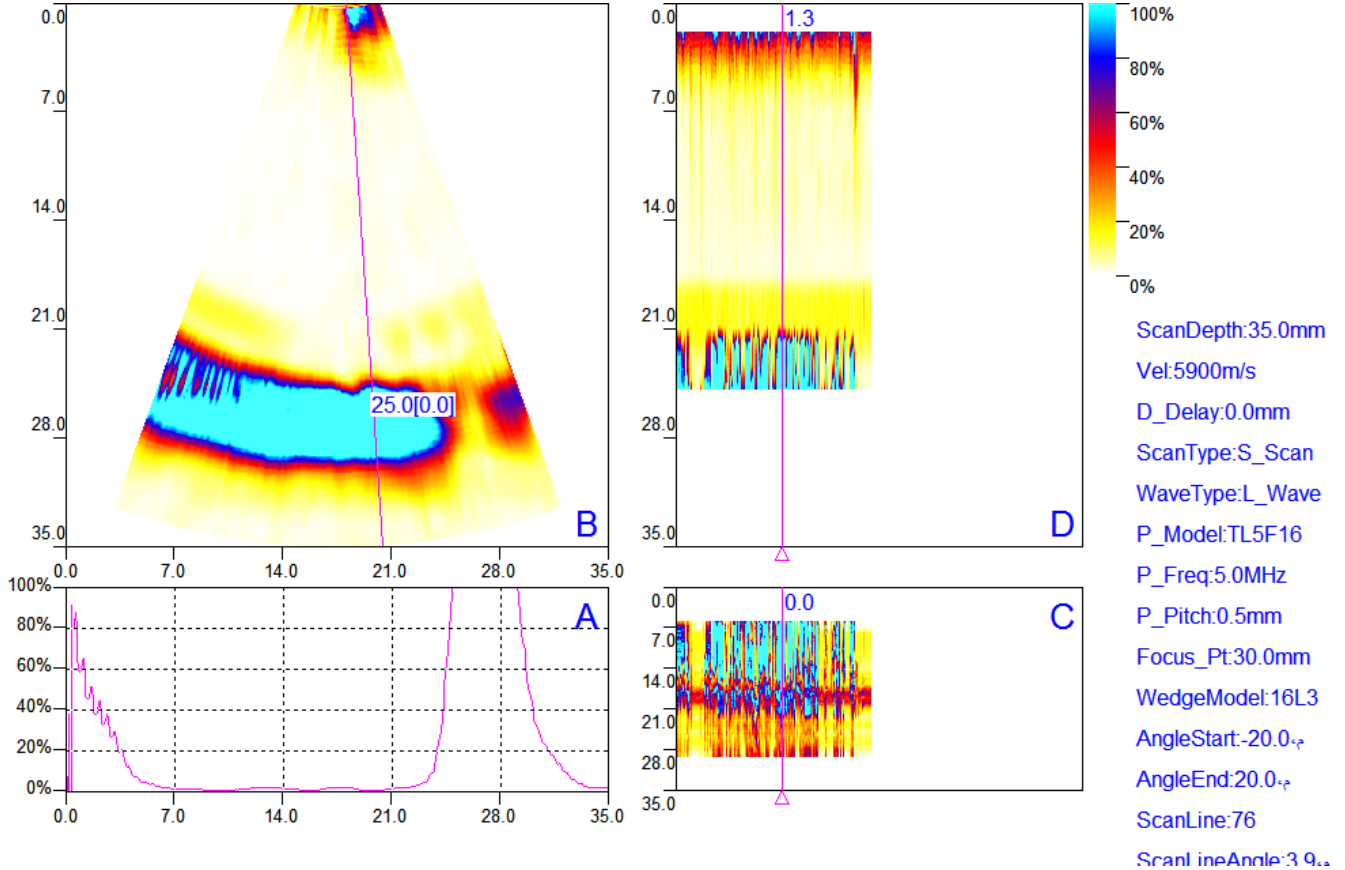 0.0
7.0
14.0
21.0
28.0
35.0
25.0[0.0]
B
0.0 7.0 14.0 21.0 28.0 35.0
0.0
7.0
14.0
21.0
28.0
35.0
1.3
D
100%
80%
60%
40%
20%
0%
100%
80%
60%
40%
20%
0%
A
0.0 7.0 14.0 21.0 28.0 35.0
0.0
7.0
14.0
21.0
28.0
35.0
0.0
C
ScanDepth:35.0mm
Vel:5900m/s
D_Delay:0.0mm
ScanType:S_Scan
WaveType:L_Wave
P_Model:TL5F16
P_Freq:5.0MHz
P_Pitch:0.5mm
Focus_Pt:30.0mm
WedgeModel:16L3
AngleStart:-20.0
AngleEnd:20.0
ScanLine:76
ScanLineAngle:3.9